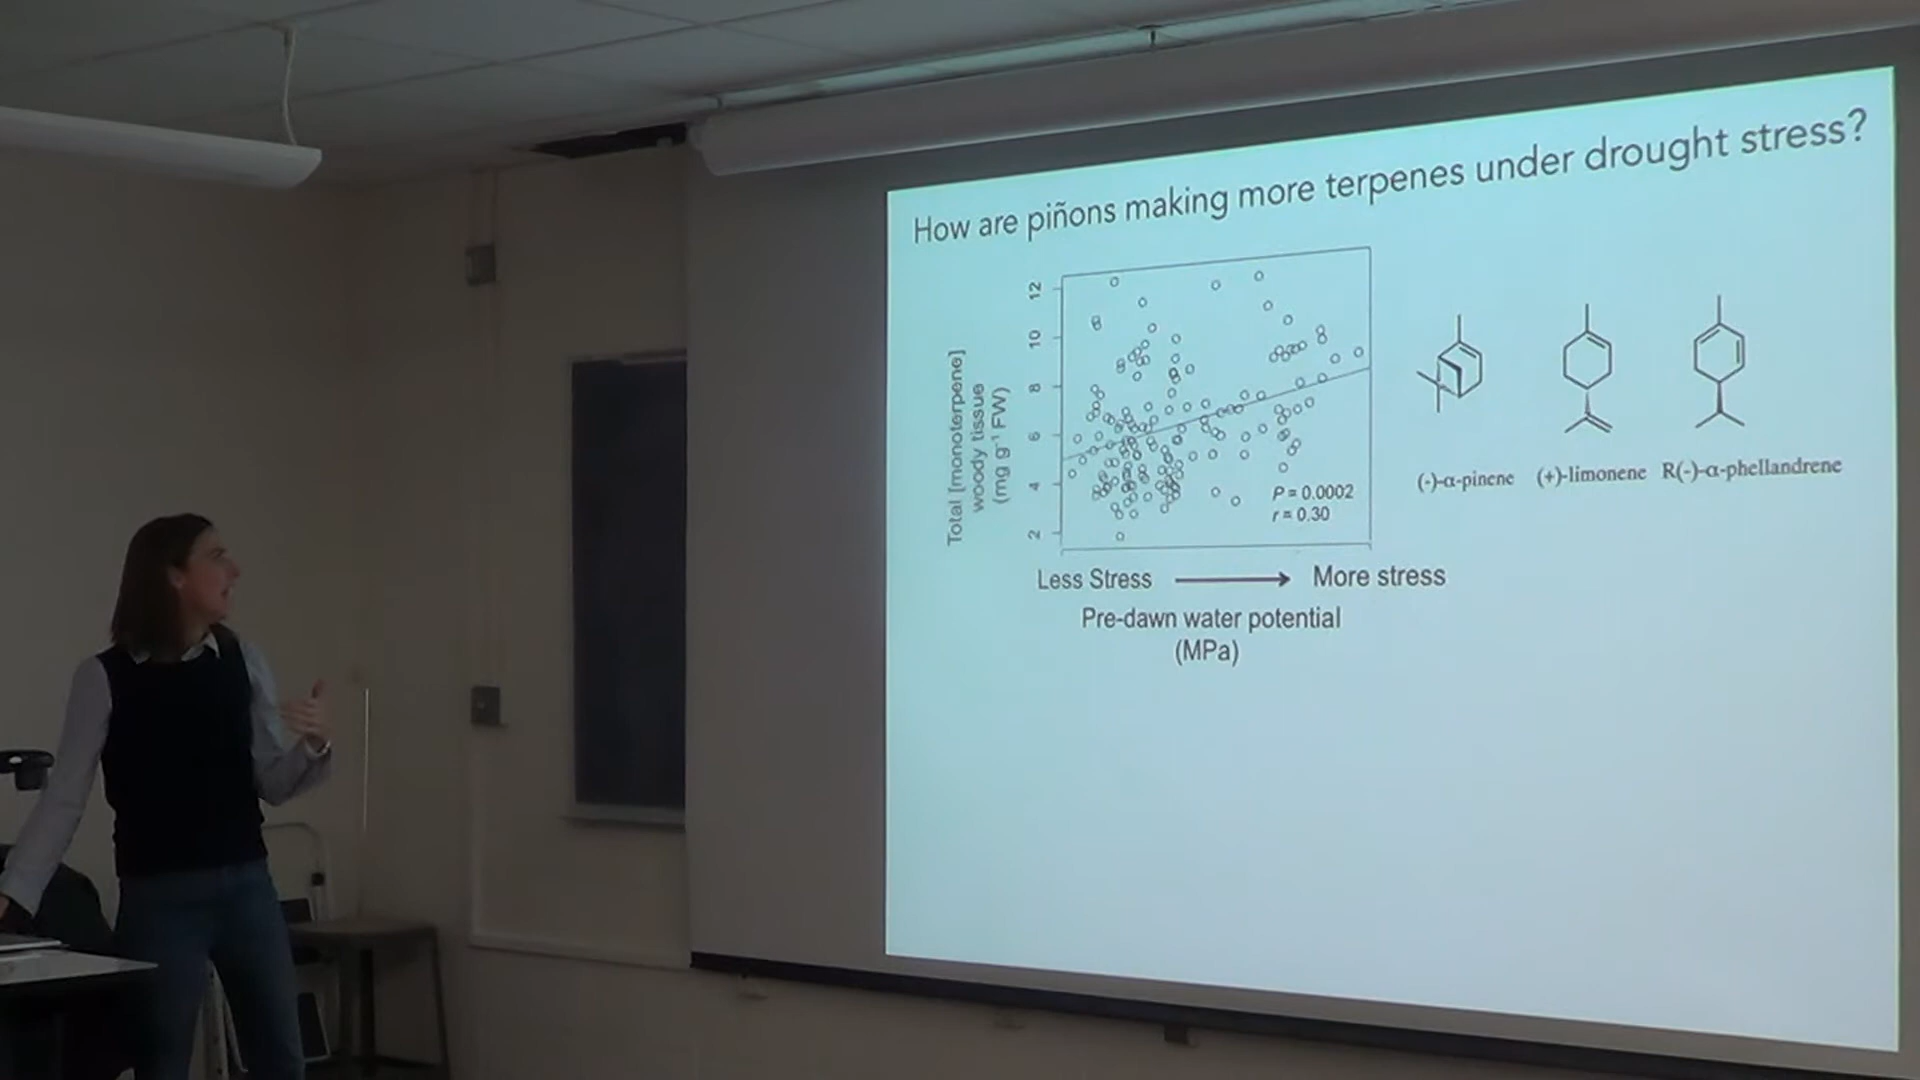 How are piñons making more terpenes under drought stress?
Total [monoterpene]
woody tissue
(mg g⁻¹ FW)
12
10
8
6
4
2
P = 0.0002
r = 0.30
Less Stress
More stress
Pre-dawn water potential
(MPa)
(-)-α-pinene
(+)-limonene
R(-)-α-phellandrene